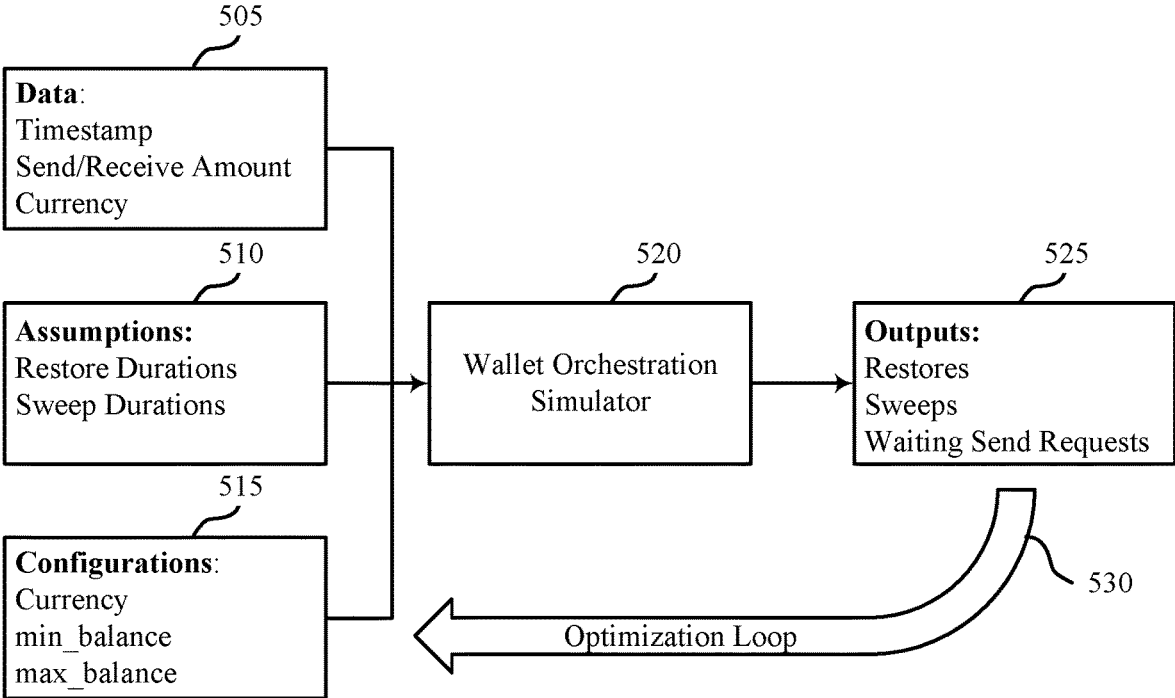 505
Data:
Timestamp
Send/Receive Amount
Currency
510
Assumptions:
Restore Durations
Sweep Durations
515
Configurations:
Currency
min_balance
max_balance
520
Wallet Orchestration
Simulator
525
Outputs:
Restores
Sweeps
Waiting Send Requests
530
Optimization Loop